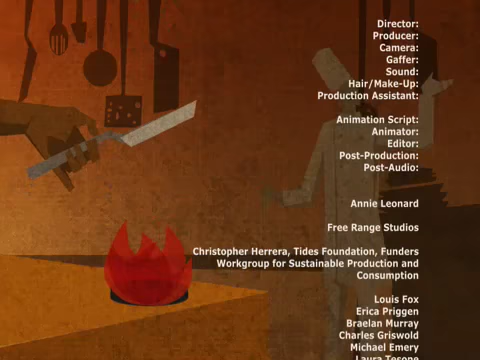 Director:
Producer:
Camera:
Gaffer:
Sound:
Hair/Make-Up:
Production Assistant:
Animation Script:
Animator:
Editor:
Post-Production:
Post-Audio:
Annie Leonard
Free Range Studios
Christopher Herrera, Tides Foundation, Funders
Workgroup for Sustainable Production and
Consumption
Louis Fox
Erica Priggen
Braelan Murray
Charles Griswold
Michael Emery
Laura Tesone